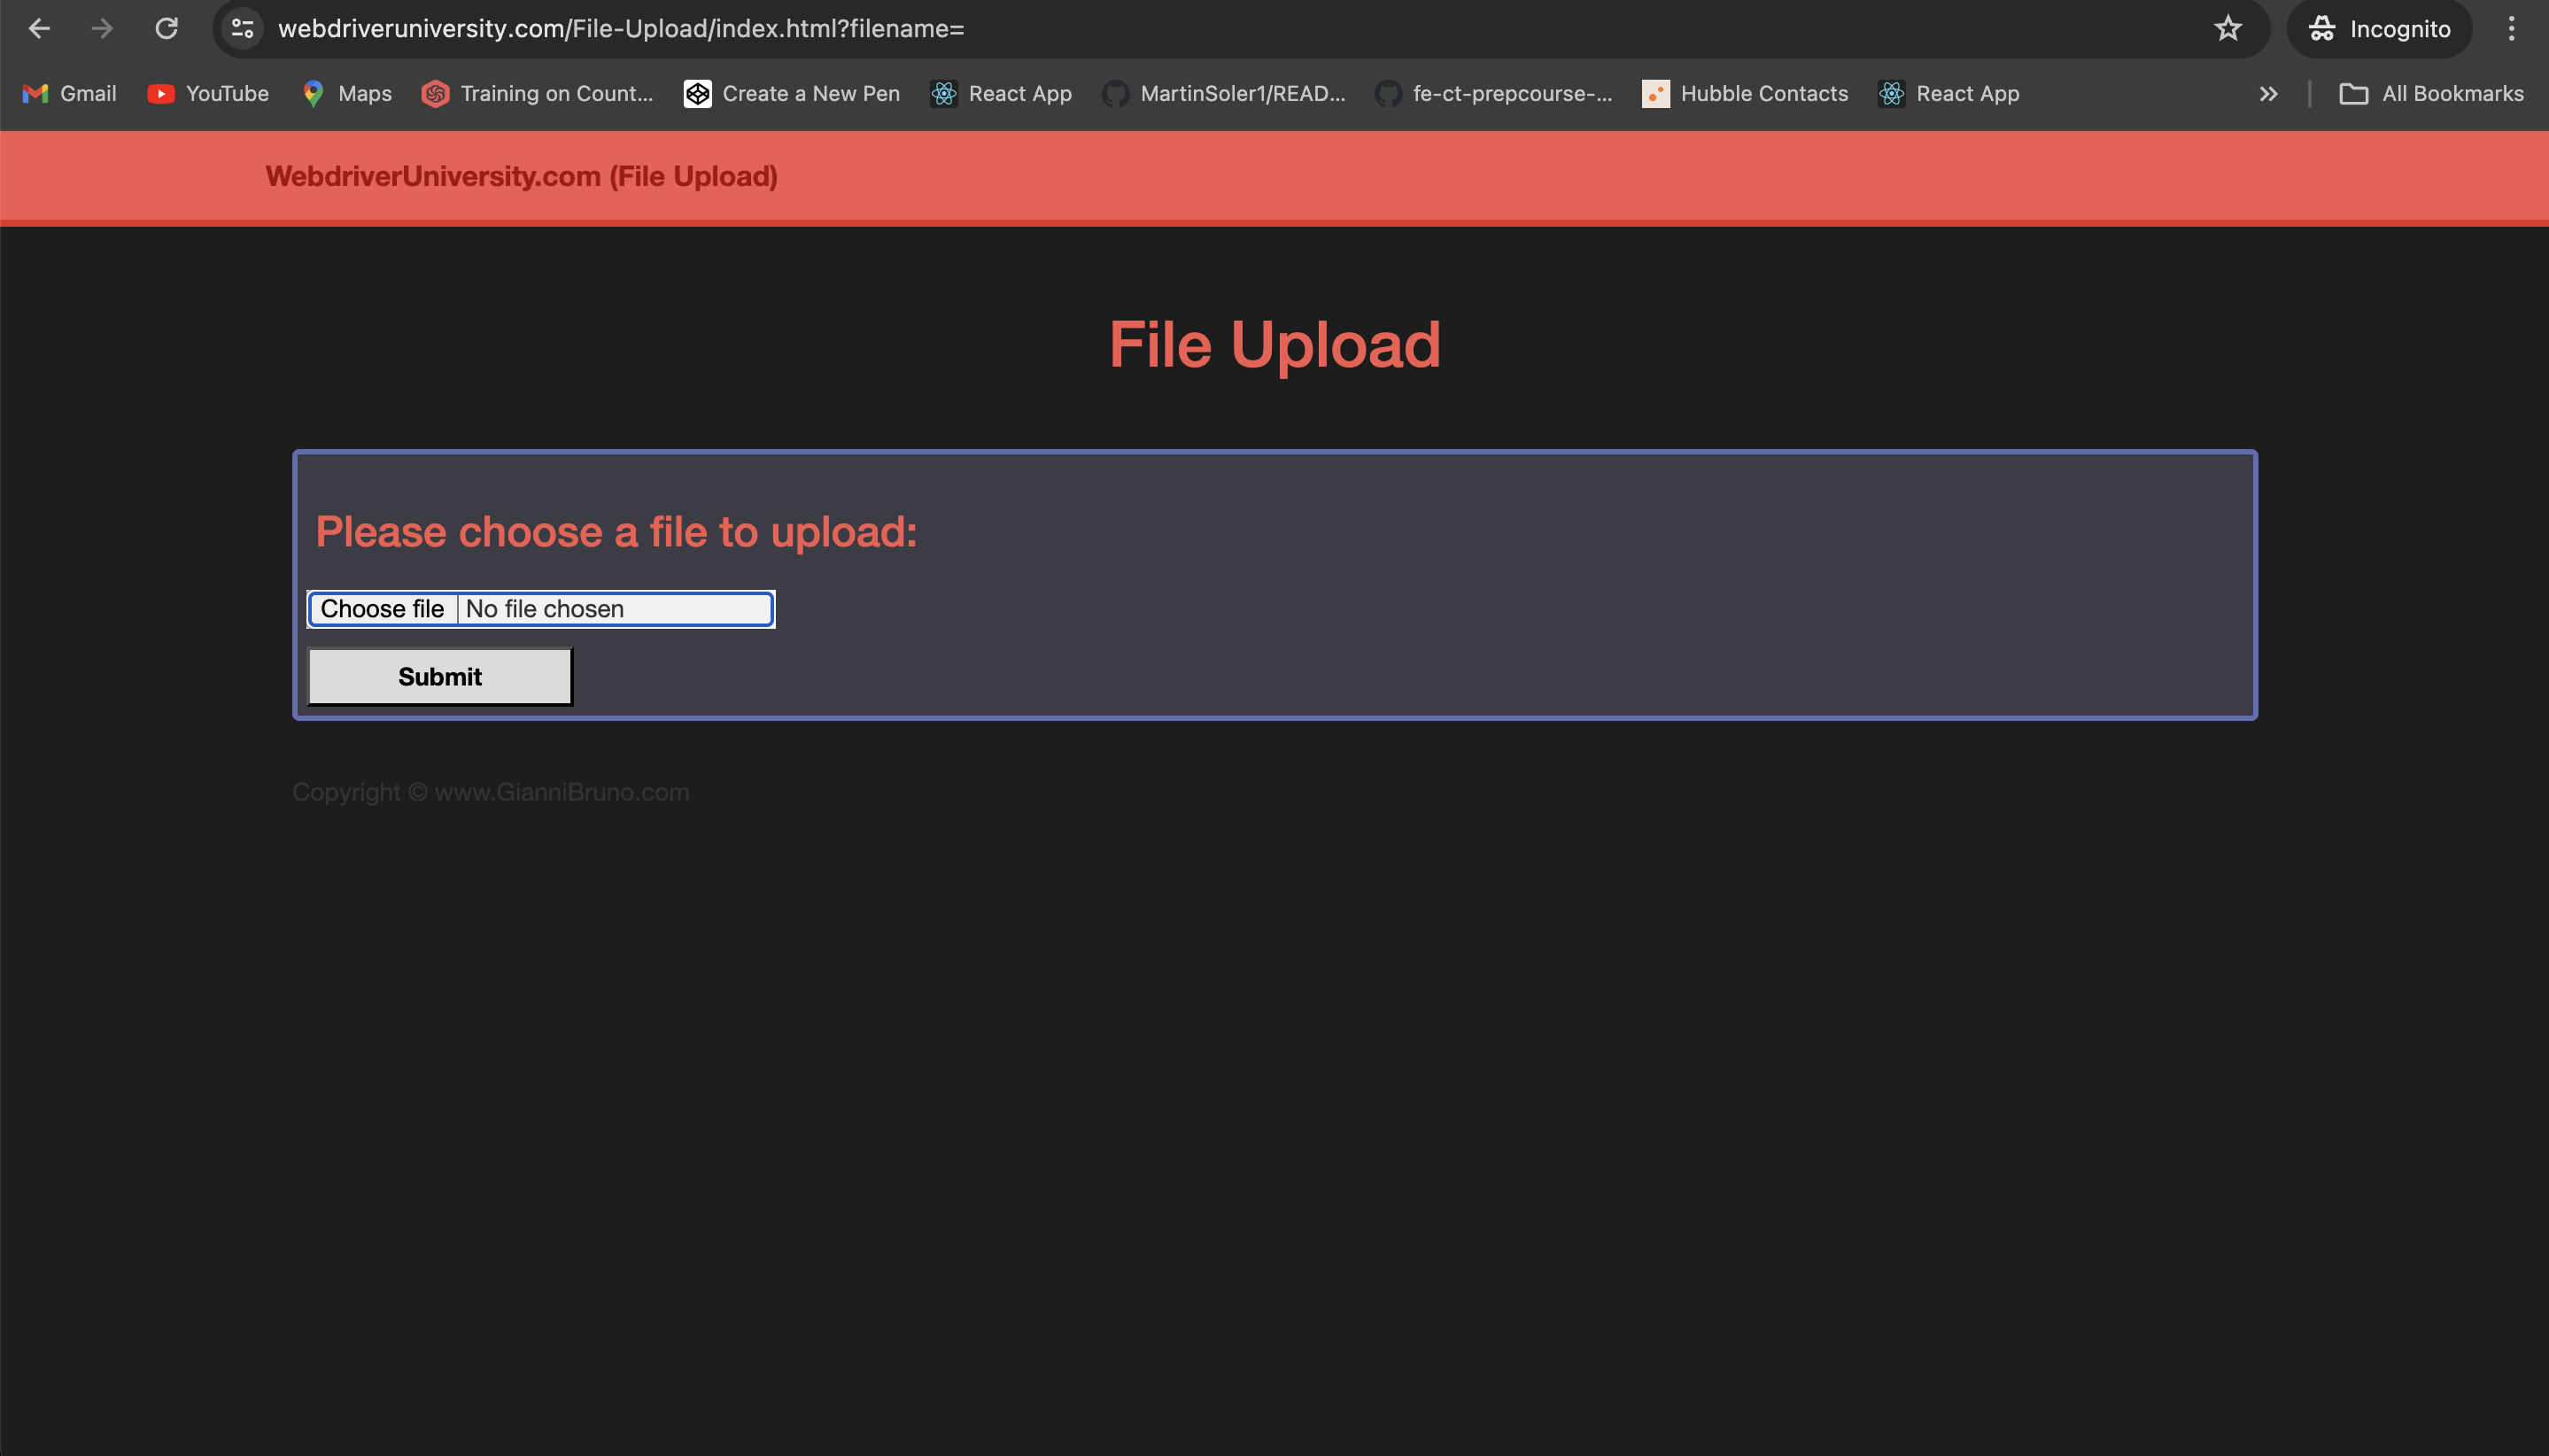 webdriveruniversity.com/File-Upload/index.html?filename=
Incognito
Gmail YouTube Maps Training on Count... Create a New Pen React App MartinSoler1/READ... fe-ct-prepcourse-... Hubble Contacts React App All Bookmarks
WebdriverUniversity.com (File Upload)
File Upload
Please choose a file to upload:
Choose file No file chosen
Submit
Copyright © www.GianniBruno.com